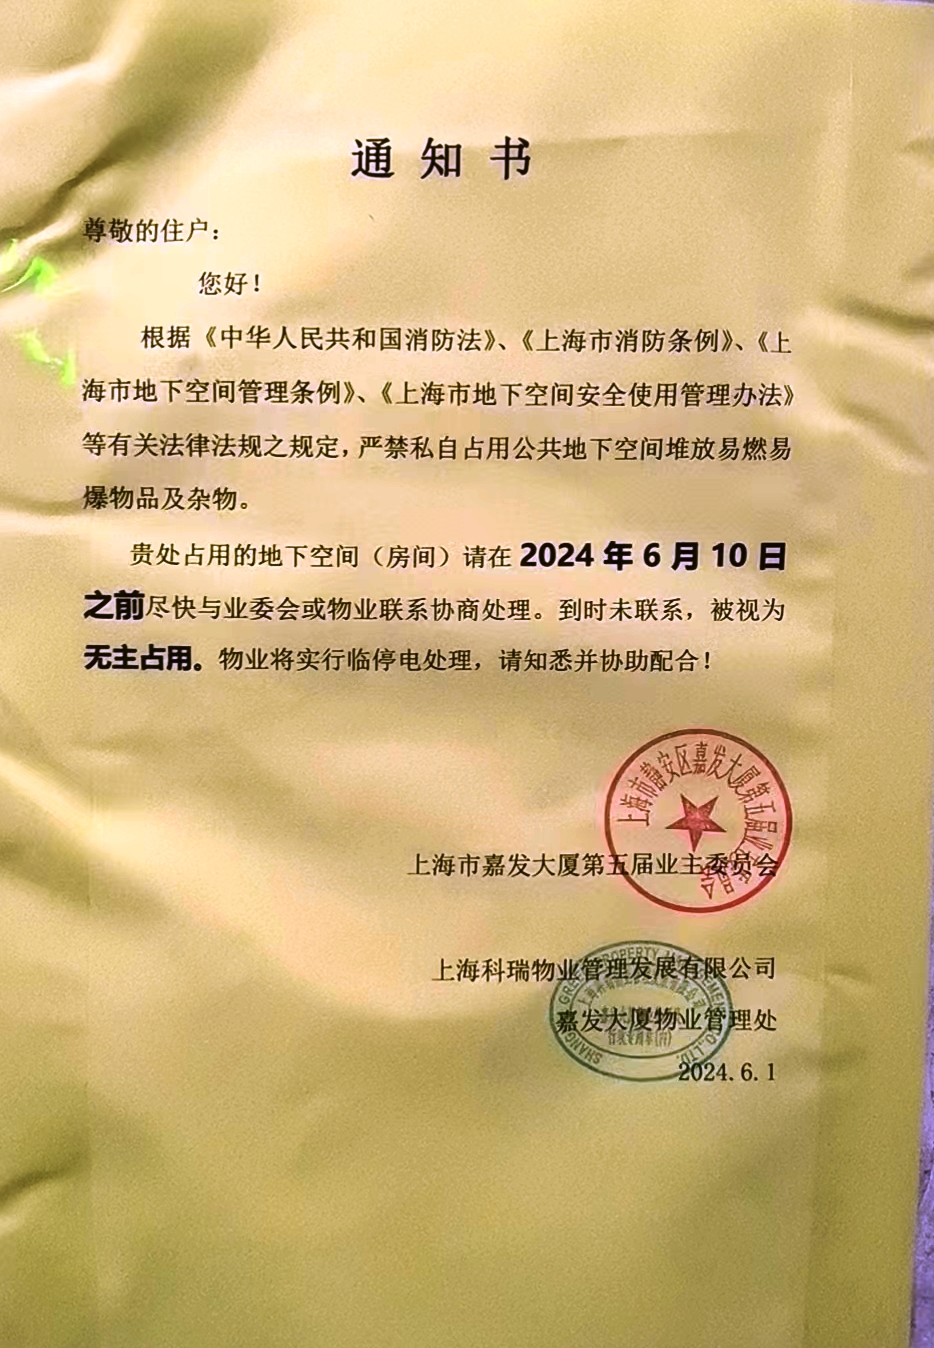 通知书
尊敬的住户：
您好！
根据《中华人民共和国消防法》、《上海市消防条例》、《上
海市地下空间管理条例》、《上海市地下空间安全使用管理办法》
等有关法律法规之规定，严禁私自占用公共地下空间堆放易燃易
爆物品及杂物。
贵处占用的地下空间（房间）请在 2024 年 6 月 10 日
之前尽快与业委会或物业联系协商处理。到时未联系，被视为
无主占用。物业将实行临停电处理，请知悉并协助配合！
上海市静安区嘉发大厦第五届业主委员会
上海市嘉发大厦第五届业主委员会
上海科瑞物业管理发展有限公司
嘉发大厦物业管理处
2024.6.1